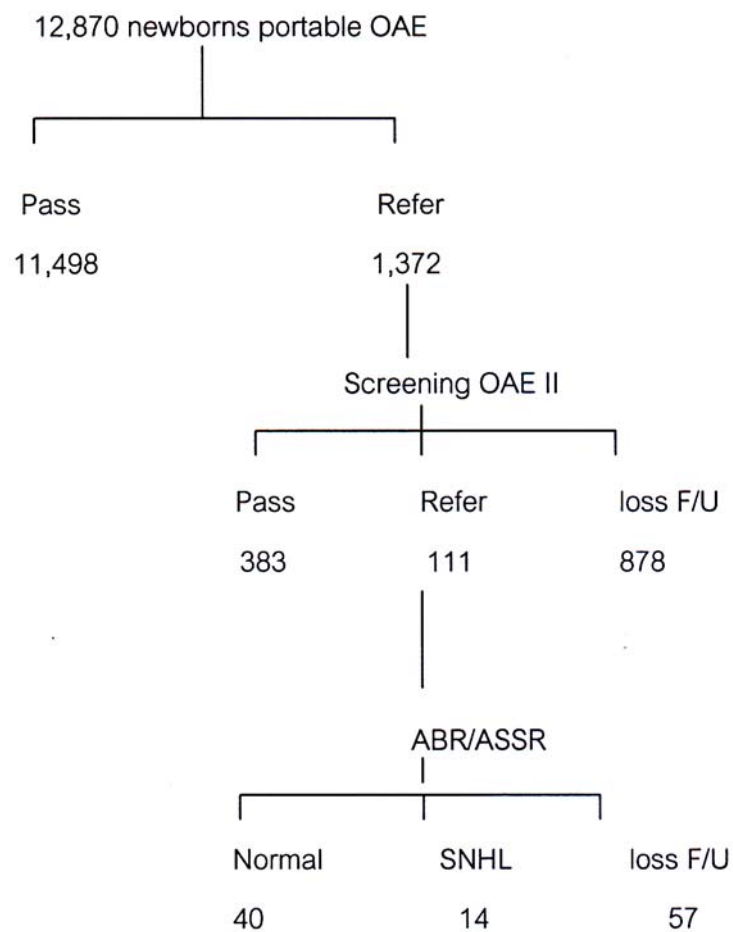 12,870 newborns portable OAE
Pass Refer
11,498 1,372
Screening OAE II
Pass Refer loss F/U
383 111 878
ABR/ASSR
Normal SNHL loss F/U
40 14 57